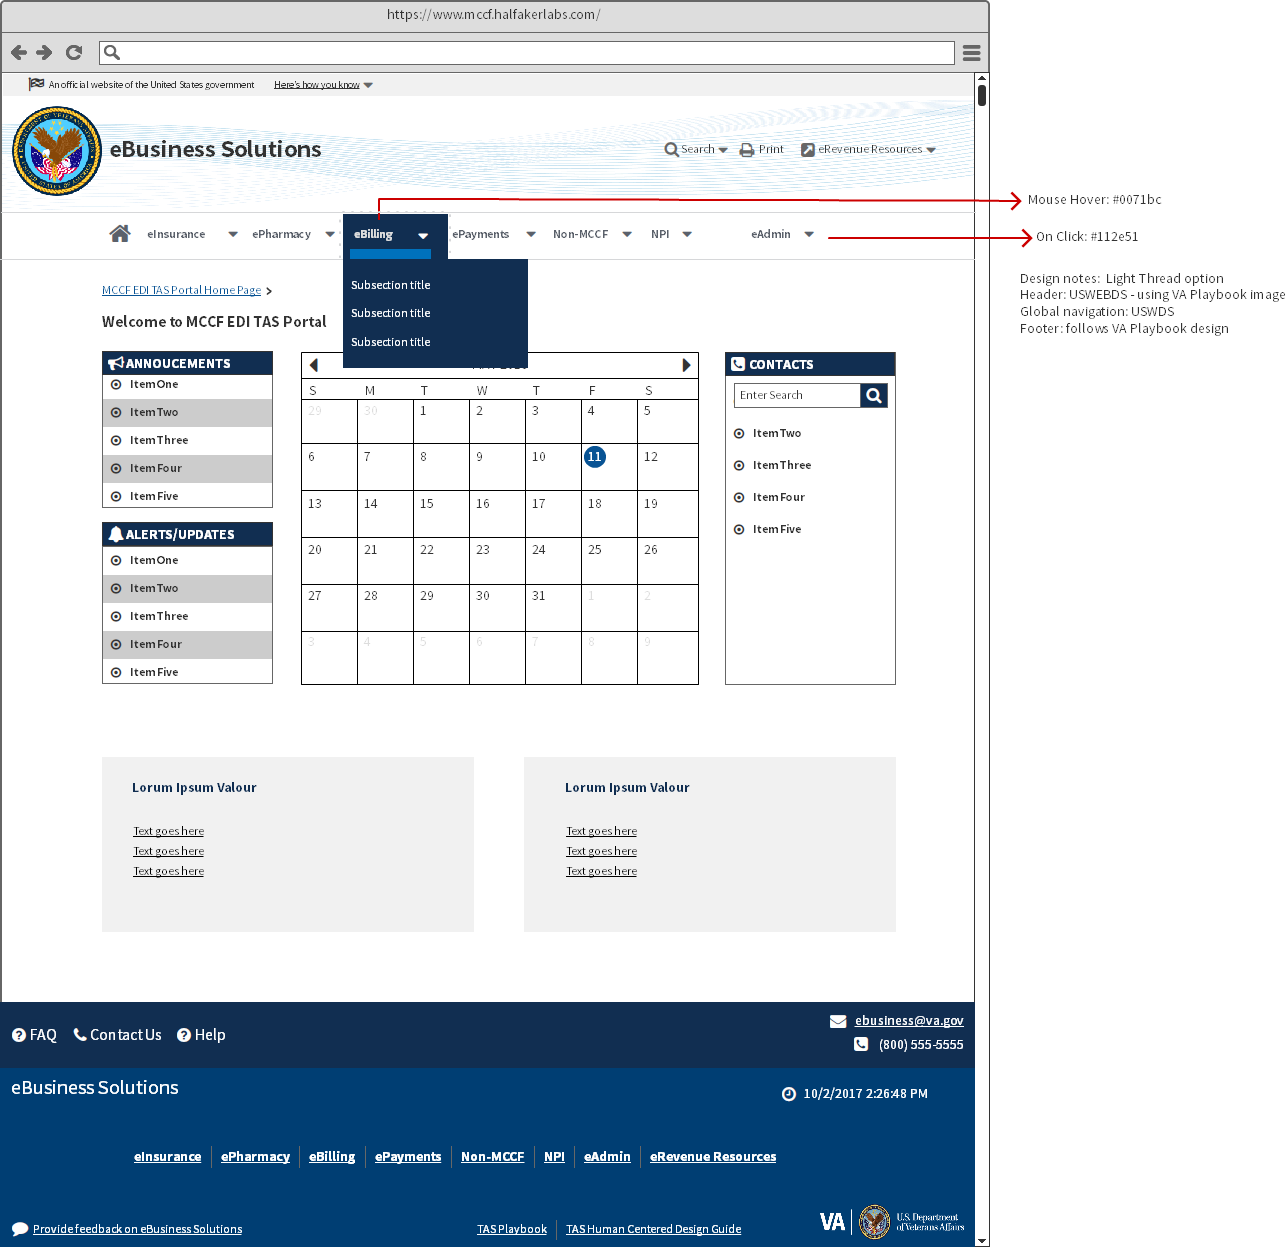 https://www.mccf.halfakerlabs.com/
An official website of the United States government Here's how you know
eBusiness Solutions
Search Print eRevenue Resources
Mouse Hover: #0071bc
eInsurance ePharmacy eBilling ePayments Non-MCCF NPI eAdmin
On Click: #112e51
Subsection title
Subsection title
Subsection title
Design notes: Light Thread option
Header: USWEBDS - using VA Playbook image
Global navigation: USWDS
Footer: follows VA Playbook design
MCCF EDI TAS Portal Home Page
Welcome to MCCF EDI TAS Portal
ANNOUCEMENTS
Item One
Item Two
Item Three
Item Four
Item Five
ALERTS/UPDATES
Item One
Item Two
Item Three
Item Four
Item Five
S M T W T F S
29 30 1 2 3 4 5
6 7 8 9 10 11 12
13 14 15 16 17 18 19
20 21 22 23 24 25 26
27 28 29 30 31 1 2
3 4 5 6 7 8 9
CONTACTS
Enter Search
Item Two
Item Three
Item Four
Item Five
Lorum Ipsum Valour
Text goes here
Text goes here
Text goes here
Lorum Ipsum Valour
Text goes here
Text goes here
Text goes here
FAQ Contact Us Help
ebusiness@va.gov
(800) 555-5555
eBusiness Solutions
10/2/2017 2:26:48 PM
eInsurance ePharmacy eBilling ePayments Non-MCCF NPI eAdmin eRevenue Resources
Provide feedback on eBusiness Solutions
TAS Playbook TAS Human Centered Design Guide
VA
U.S. Department
of Veterans Affairs